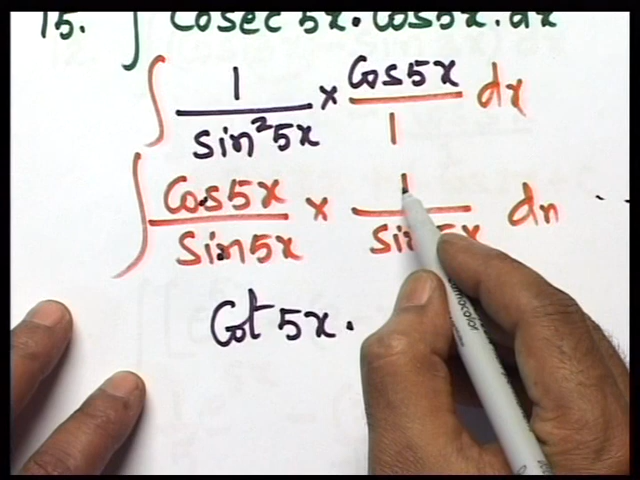 15. ∫ Cosec 5x · Cos5x · dx
∫ 1/sin²5x × Cos5x/1 dx
∫ Cos5x/Sin5x × 1/sin5x dx
Cot 5x.